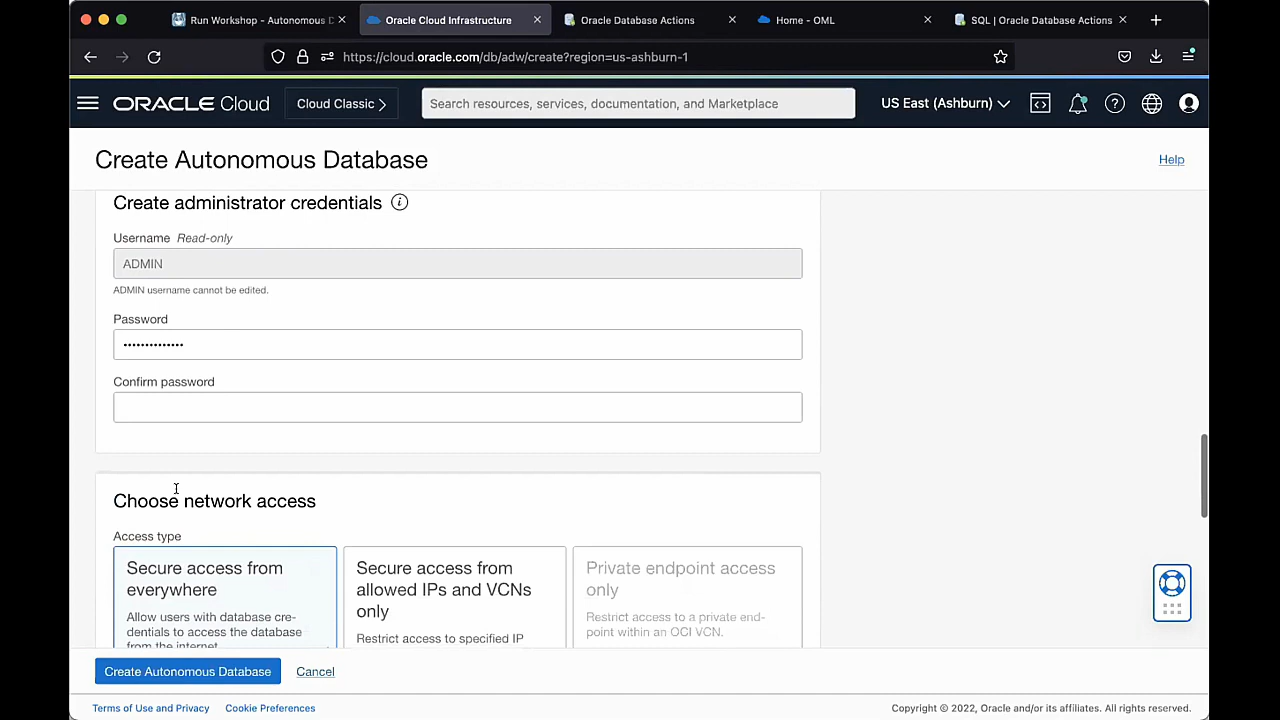 Run Workshop - Autonomous D
Oracle Cloud Infrastructure
Oracle Database Actions
Home - OML
SQL | Oracle Database Actions
https://cloud.oracle.com/db/adw/create?region=us-ashburn-1
ORACLE Cloud
Cloud Classic
Search resources, services, documentation, and Marketplace
US East (Ashburn)
Create Autonomous Database
Help
Create administrator credentials
Username Read-only
ADMIN
ADMIN username cannot be edited.
Password
••••••••••••••
Confirm password
Choose network access
Access type
Secure access from
everywhere
Allow users with database cre-
dentials to access the database
from the internet.
Secure access from
allowed IPs and VCNs
only
Restrict access to specified IP
Private endpoint access
only
Restrict access to a private end-
point within an OCI VCN.
Create Autonomous Database
Cancel
Terms of Use and Privacy
Cookie Preferences
Copyright © 2022, Oracle and/or its affiliates. All rights reserved.